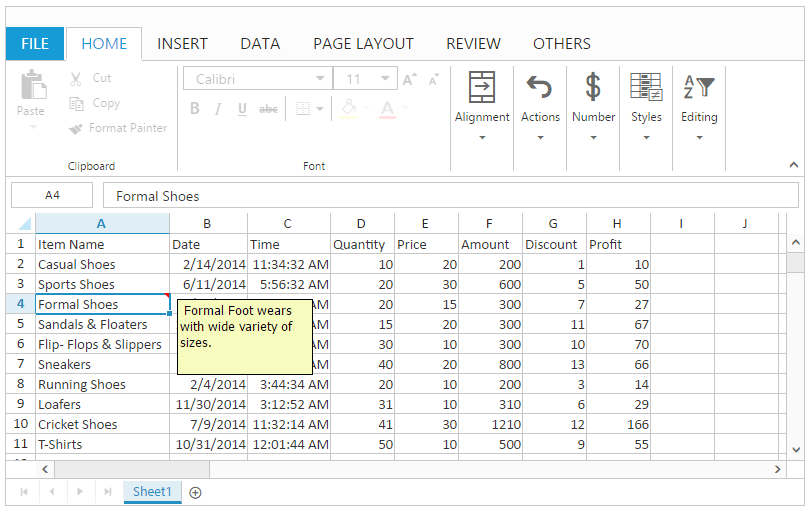 FILE HOME INSERT DATA PAGE LAYOUT REVIEW OTHERS
Paste
Cut
Copy
Format Painter
Clipboard
Calibri 11 A A
B I U abc A
Font
Alignment Actions Number Styles Editing
A4 Formal Shoes
A B C D E F G H I J
1 Item Name Date Time Quantity Price Amount Discount Profit
2 Casual Shoes 2/14/2014 11:34:32 AM 10 20 200 1 10
3 Sports Shoes 6/11/2014 5:56:32 AM 20 30 600 5 50
4 Formal Shoes AM 20 15 300 7 27
5 Sandals & Floaters AM 15 20 300 11 67
6 Flip- Flops & Slippers AM 30 10 300 10 70
7 Sneakers AM 40 20 800 13 66
Formal Foot wears
with wide variety of
sizes.
8 Running Shoes 2/4/2014 3:44:34 AM 20 10 200 3 14
9 Loafers 11/30/2014 3:12:52 AM 31 10 310 6 29
10 Cricket Shoes 7/9/2014 11:32:14 AM 41 30 1210 12 166
11 T-Shirts 10/31/2014 12:01:44 AM 50 10 500 9 55
Sheet1